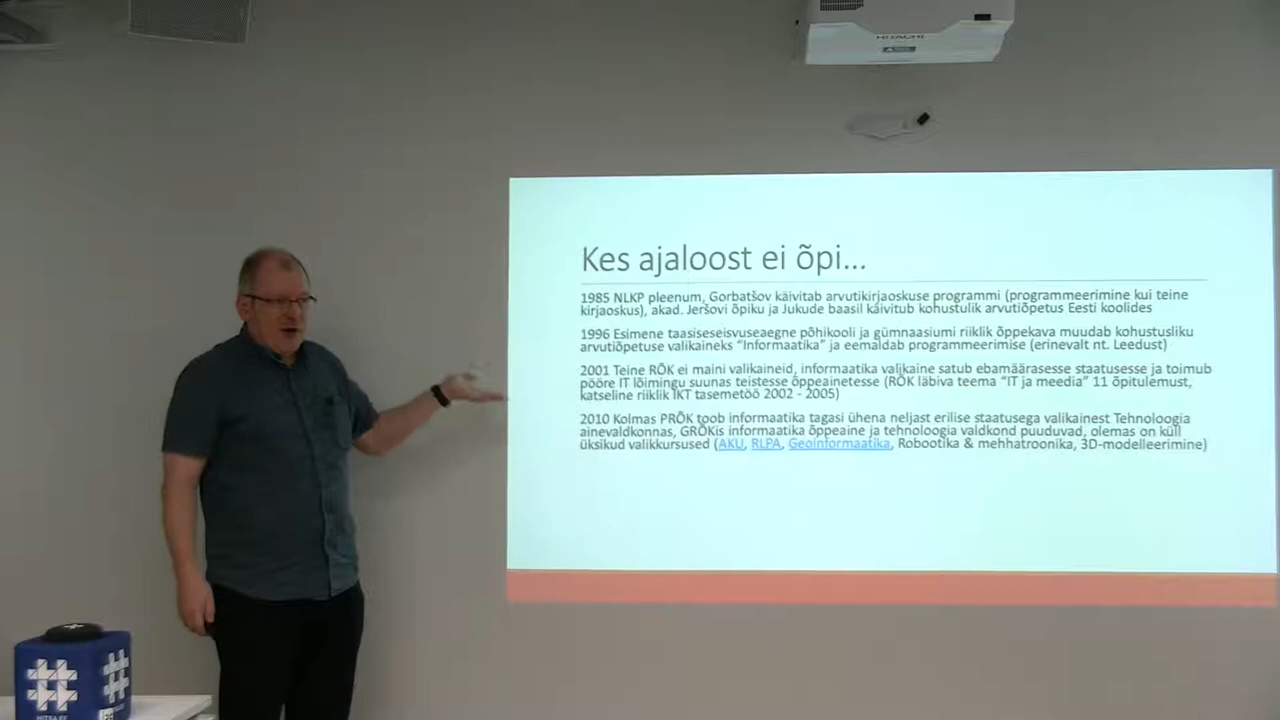 HITACHI
Kes ajaloost ei õpi...
1985 NLKP pleenum, Gorbatšov käivitab arvutikirjaoskuse programmi (programmeerimine kui teine
kirjaoskus), akad. Jeršovi õpiku ja Jukude baasil käivitub kohustulik arvutiõpetus Eesti koolides
1996 Esimene taasiseseisvuseaegne põhikooli ja gümnaasiumi riiklik õppekava muudab kohustusliku
arvutiõpetuse valikaineks "Informaatika" ja eemaldab programmeerimise (erinevalt nt. Leedust)
2001 Teine RÕK ei maini valikaineid, informaatika valikaine satub ebamäärasesse staatusesse ja toimub
pööre IT lõimingu suunas teistesse õppeainetesse (RÕK läbiva teema "IT ja meedia" 11 õpitulemust,
katseline riiklik IKT tasemetöö 2002 - 2005)
2010 Kolmas PRÕK toob informaatika tagasi ühena neljast erilise staatusega valikainest Tehnoloogia
ainevaldkonnas, GRÕKis informaatika õppeaine ja tehnoloogia valdkond puuduvad, olemas on küll
üksikud valikkursused (AKU, RLPA, Geoinformaatika, Robootika & mehhatroonika, 3D-modelleerimine)